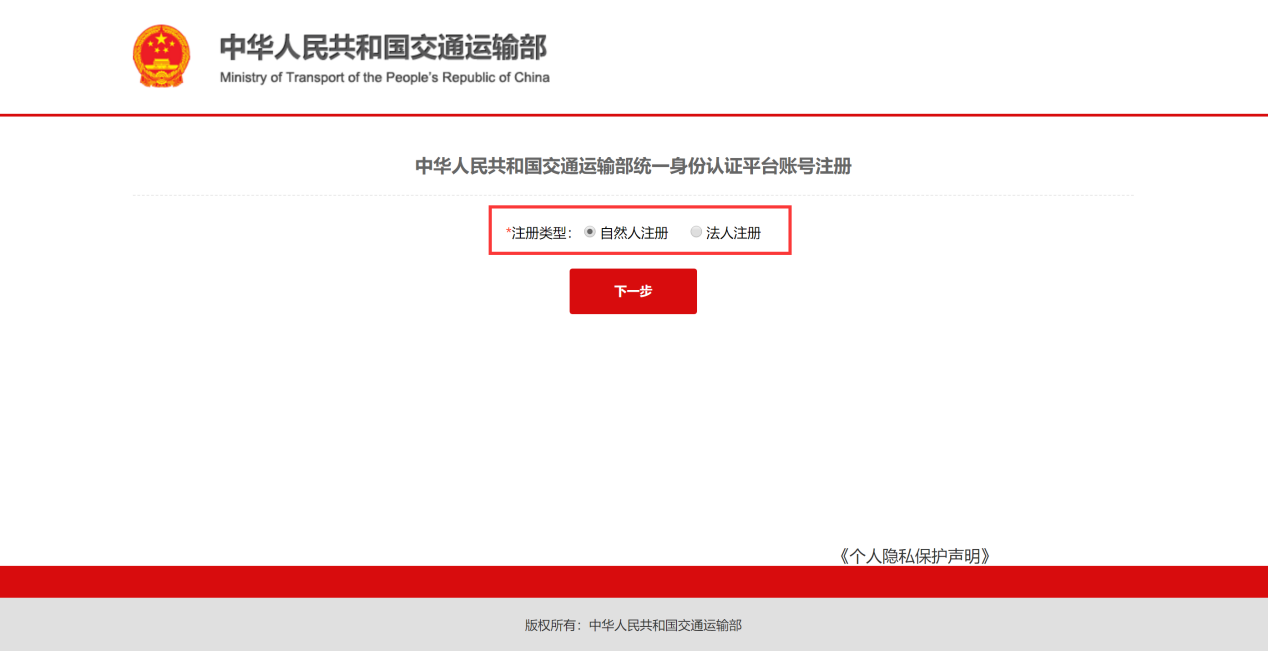 中华人民共和国交通运输部
Ministry of Transport of the People's Republic of China
中华人民共和国交通运输部统一身份认证平台账号注册
*注册类型： 自然人注册 法人注册
下一步
《个人隐私保护声明》
版权所有：中华人民共和国交通运输部